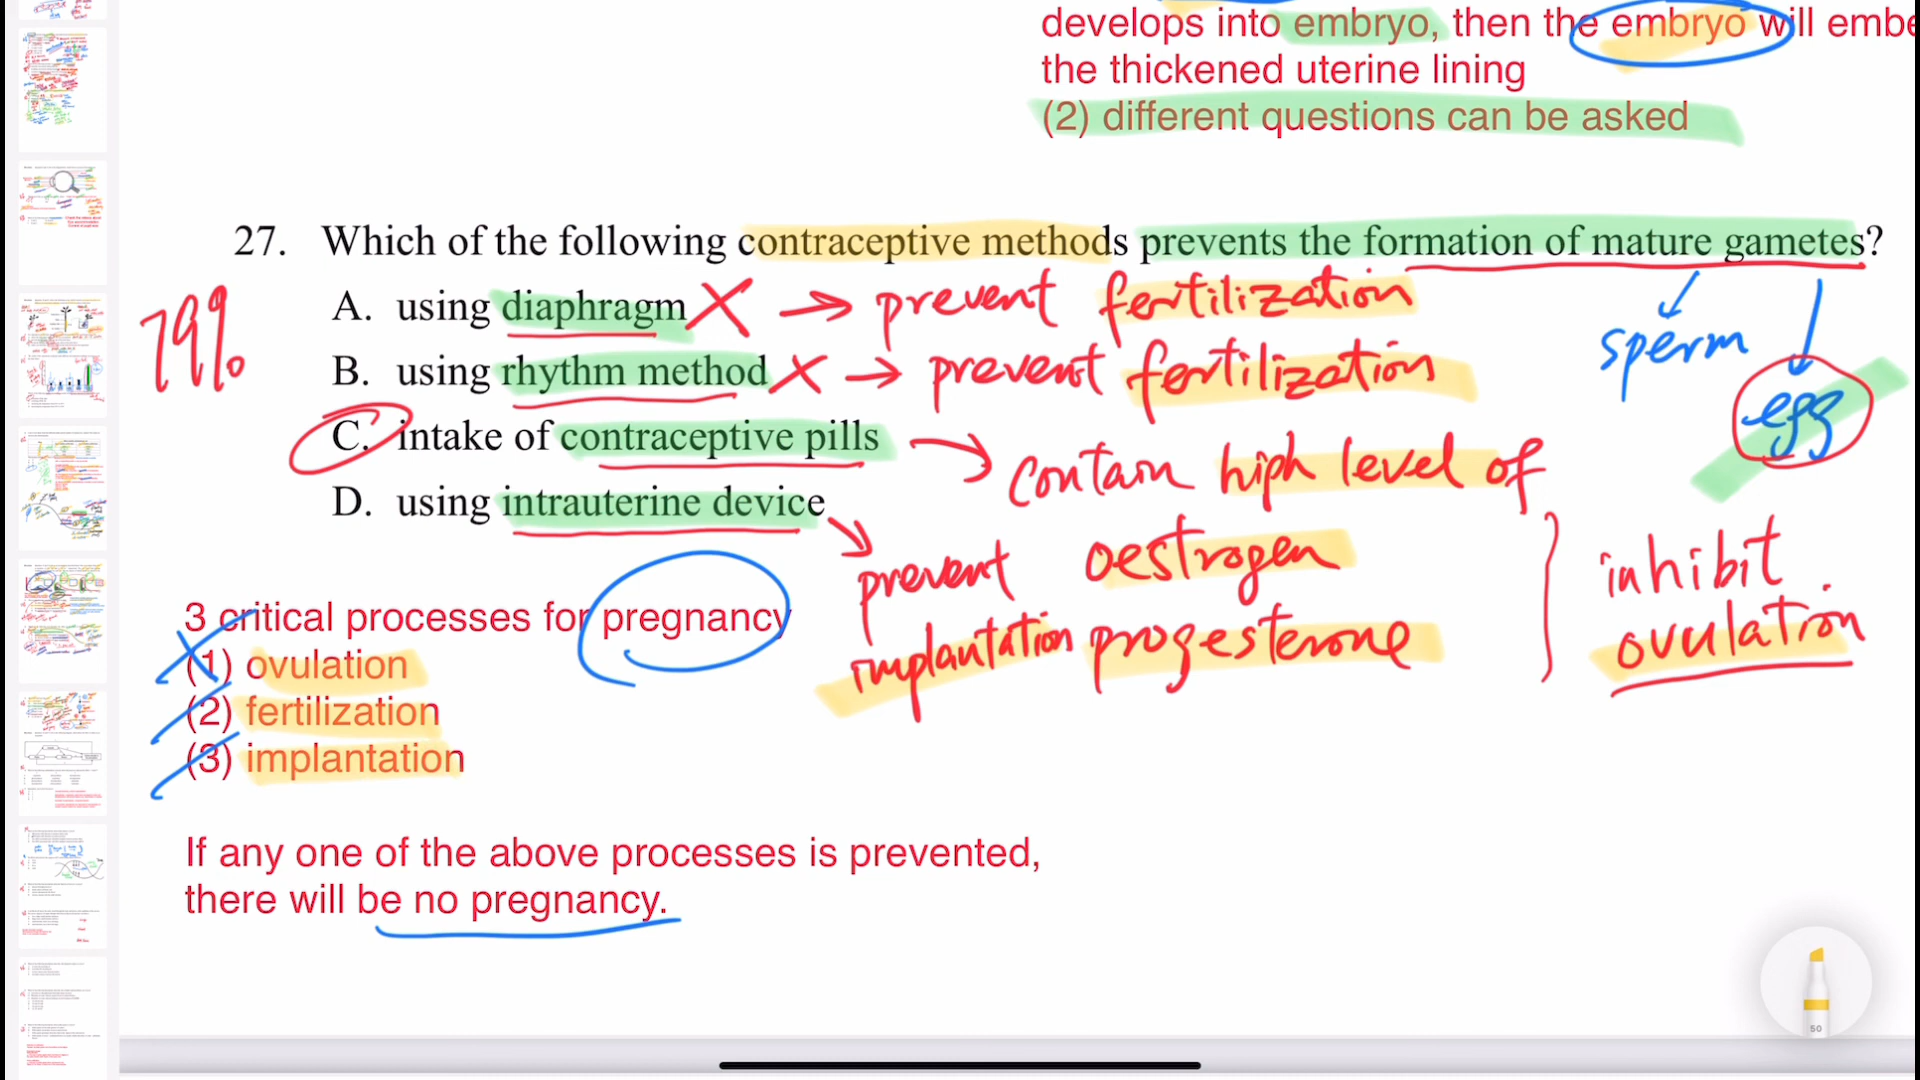 develops into embryo, then the embryo will embe
the thickened uterine lining
(2) different questions can be asked
27. Which of the following contraceptive methods prevents the formation of mature gametes?
79%
A. using diaphragm X → prevent fertilization
sperm
B. using rhythm method X → prevent fertilization
egg
C. intake of contraceptive pills → contain high level of
D. using intrauterine device
prevent oestrogen
inhibit
implantation progesterone
ovulation
3 critical processes for pregnancy
(1) ovulation
(2) fertilization
(3) implantation
If any one of the above processes is prevented,
there will be no pregnancy.
50